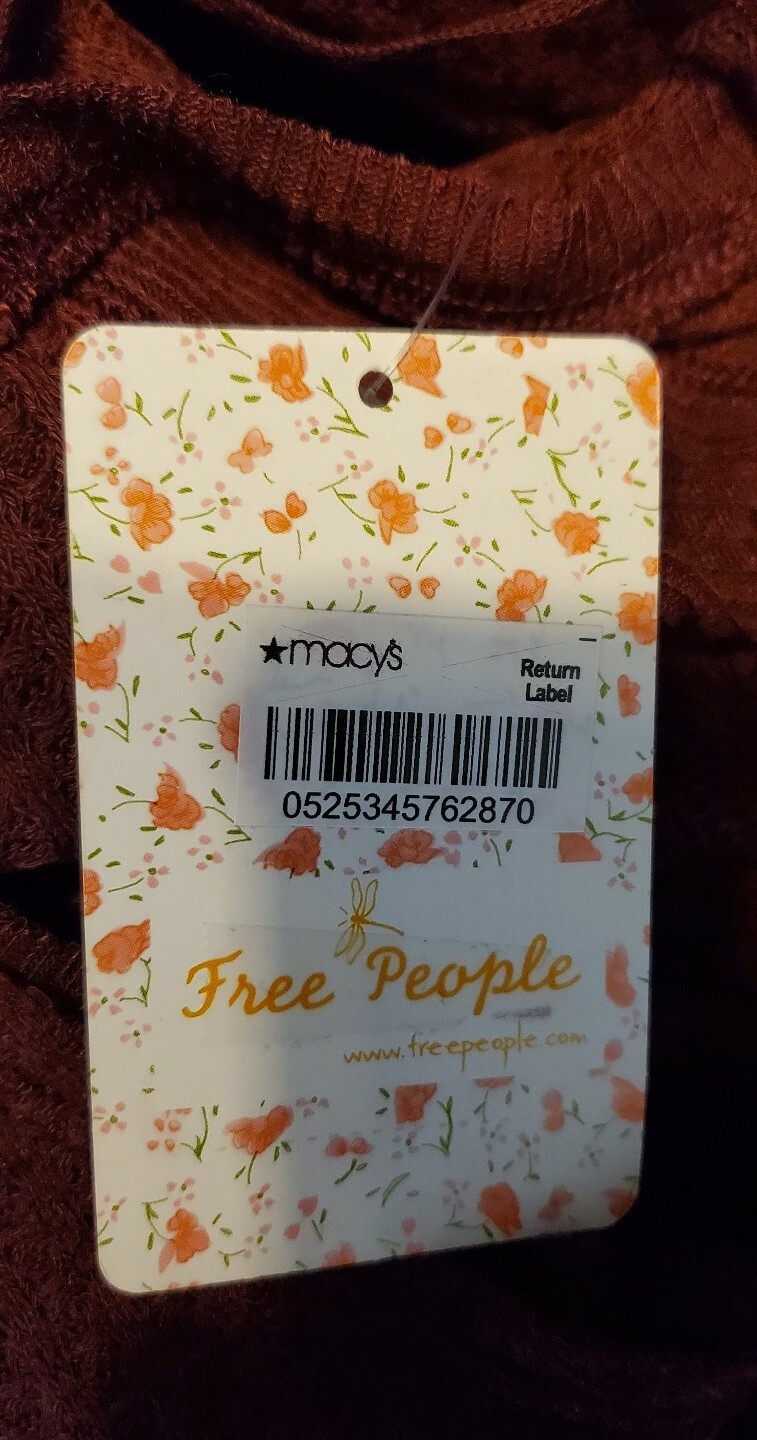 ★macy's
Return
Label
0525345762870
Free People
www.freepeople.com